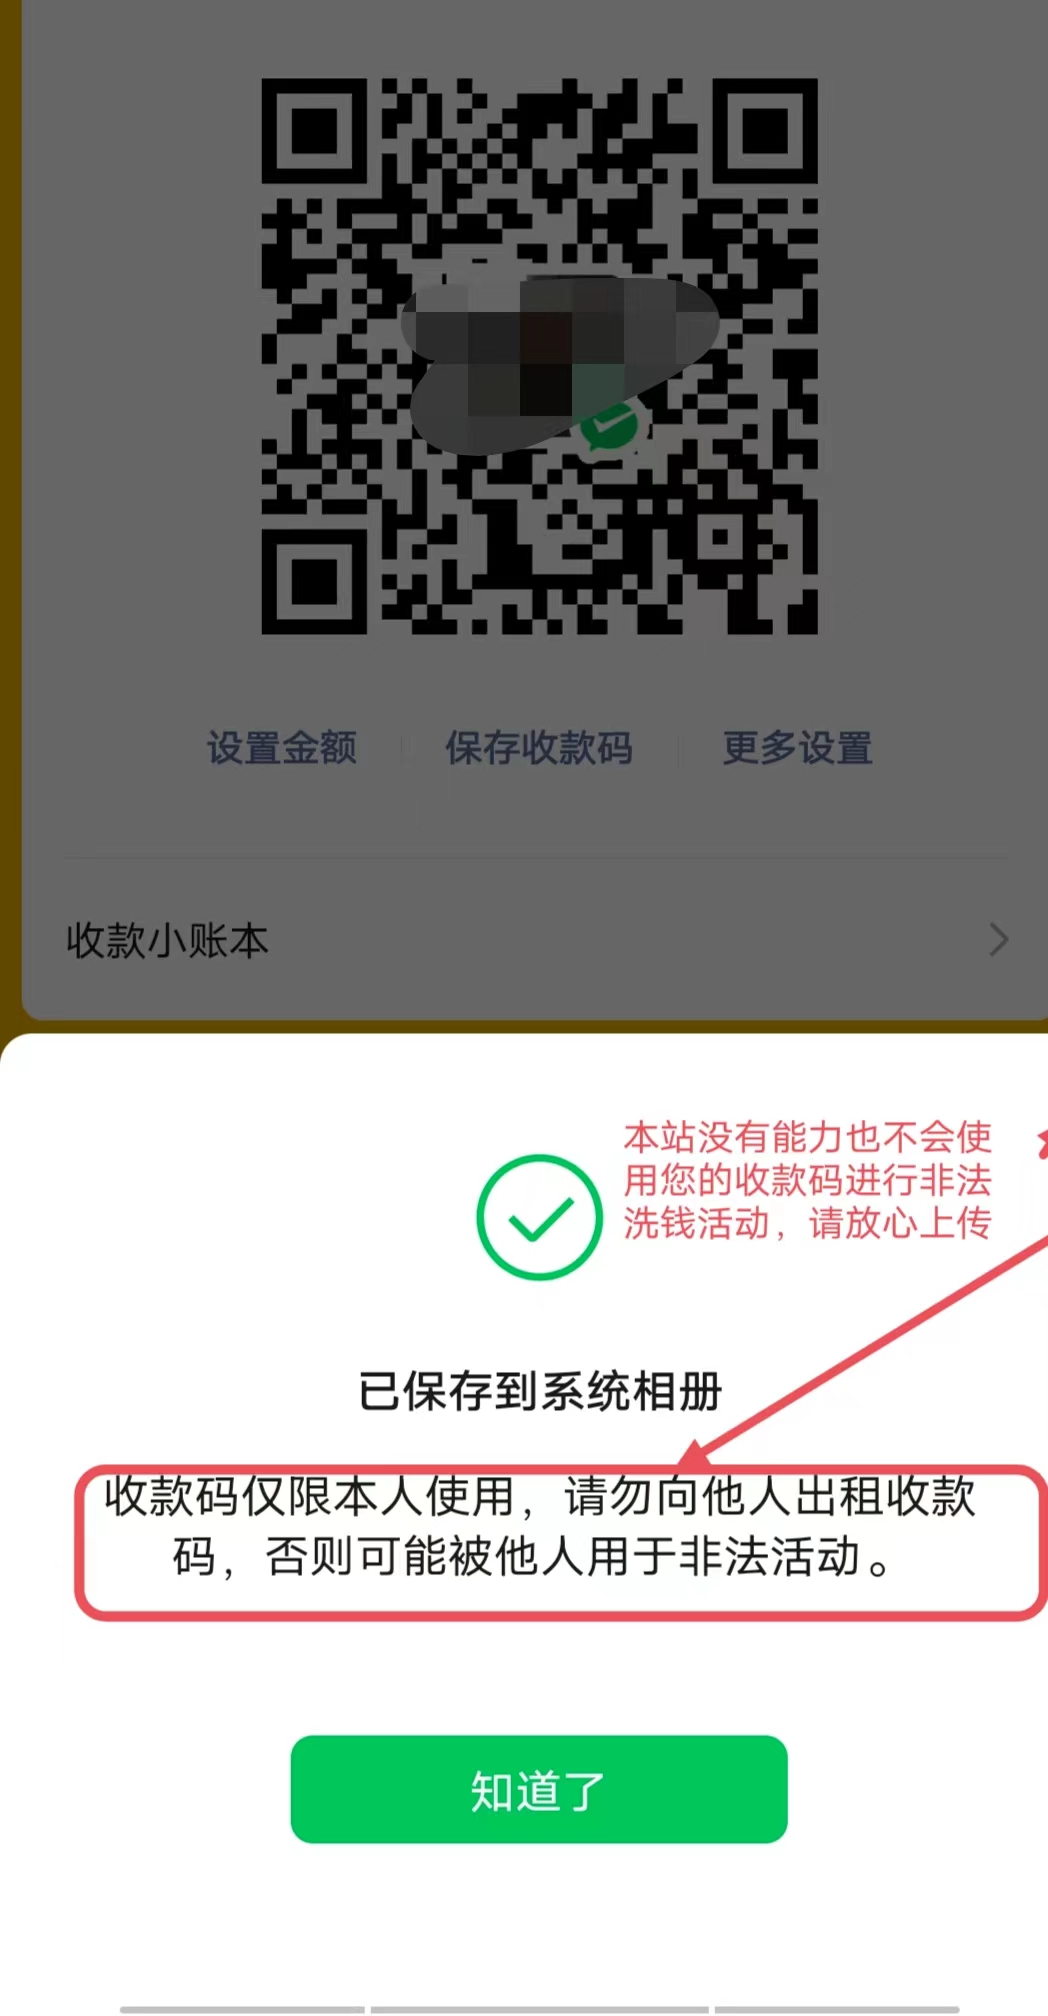 设置金额
保存收款码
更多设置
收款小账本
本站没有能力也不会使
用您的收款码进行非法
洗钱活动，请放心上传
已保存到系统相册
收款码仅限本人使用，请勿向他人出租收款
码，否则可能被他人用于非法活动。
知道了